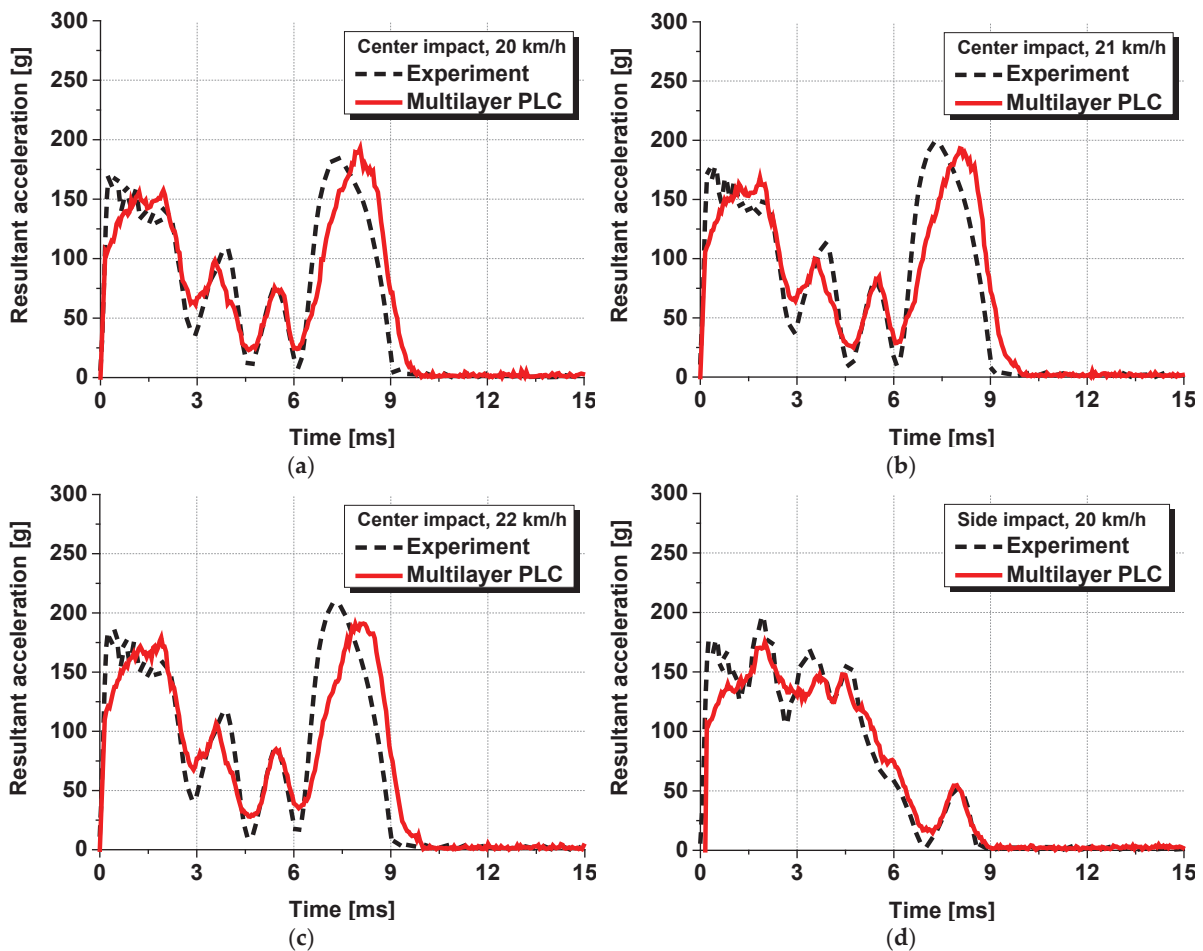 Resultant acceleration [g]
300
250
200
150
100
50
0
Center impact, 20 km/h
Experiment
Multilayer PLC
0 3 6 9 12 15
Time [ms]
(a)
Resultant acceleration [g]
300
250
200
150
100
50
0
Center impact, 21 km/h
Experiment
Multilayer PLC
0 3 6 9 12 15
Time [ms]
(b)
Resultant acceleration [g]
300
250
200
150
100
50
0
Center impact, 22 km/h
Experiment
Multilayer PLC
0 3 6 9 12 15
Time [ms]
(c)
Resultant acceleration [g]
300
250
200
150
100
50
0
Side impact, 20 km/h
Experiment
Multilayer PLC
0 3 6 9 12 15
Time [ms]
(d)